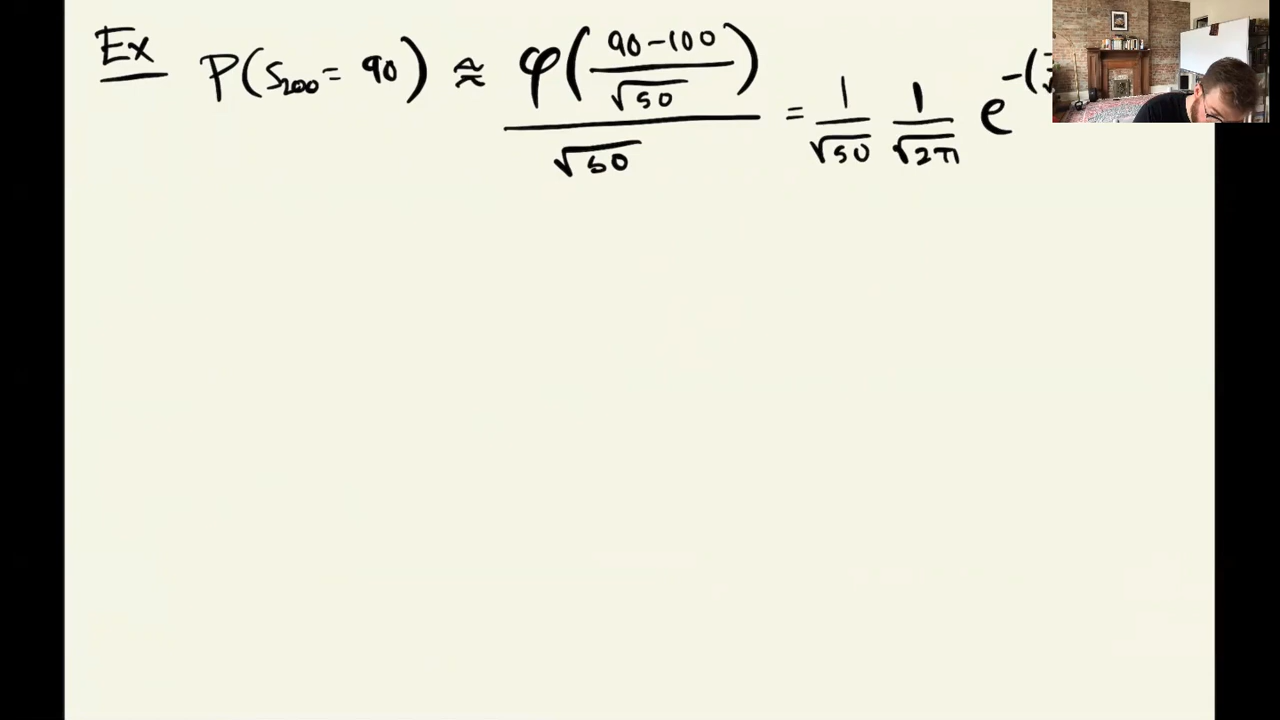 Ex P(S₂₀₀ = 90) ≈ φ((90-100)/√50)/√50 = 1/√50 1/√2π e^-(